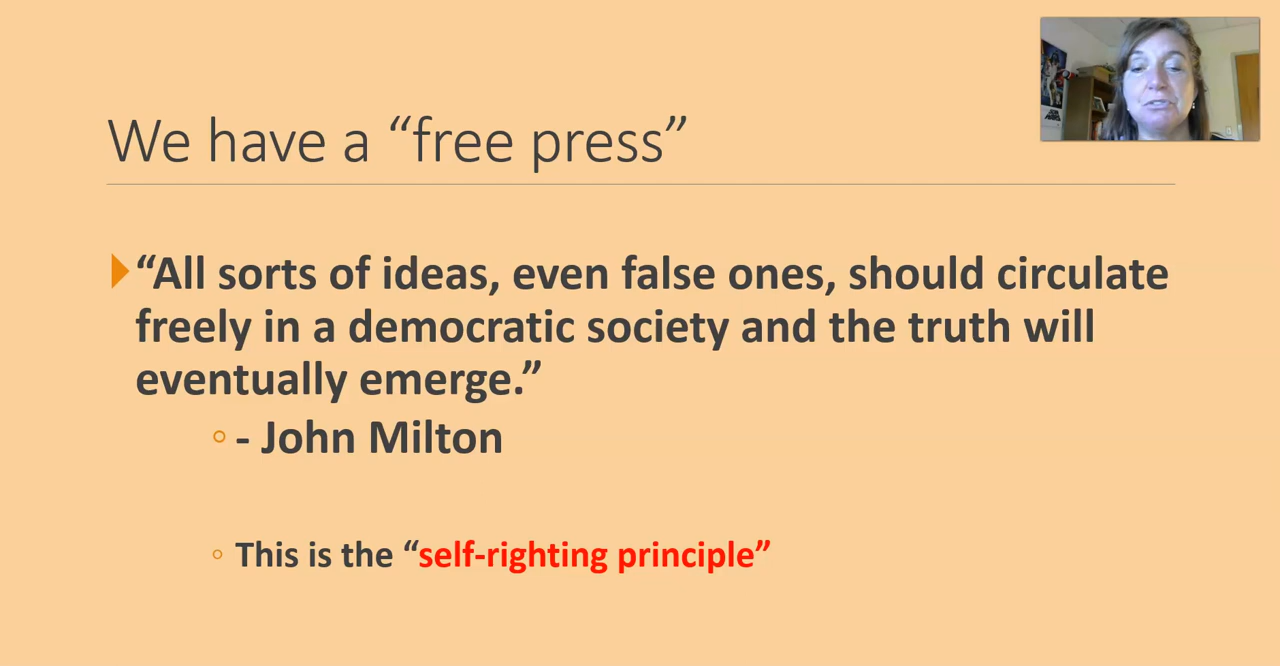 We have a “free press”
“All sorts of ideas, even false ones, should circulate
freely in a democratic society and the truth will
eventually emerge.”
- John Milton
This is the “self-righting principle”